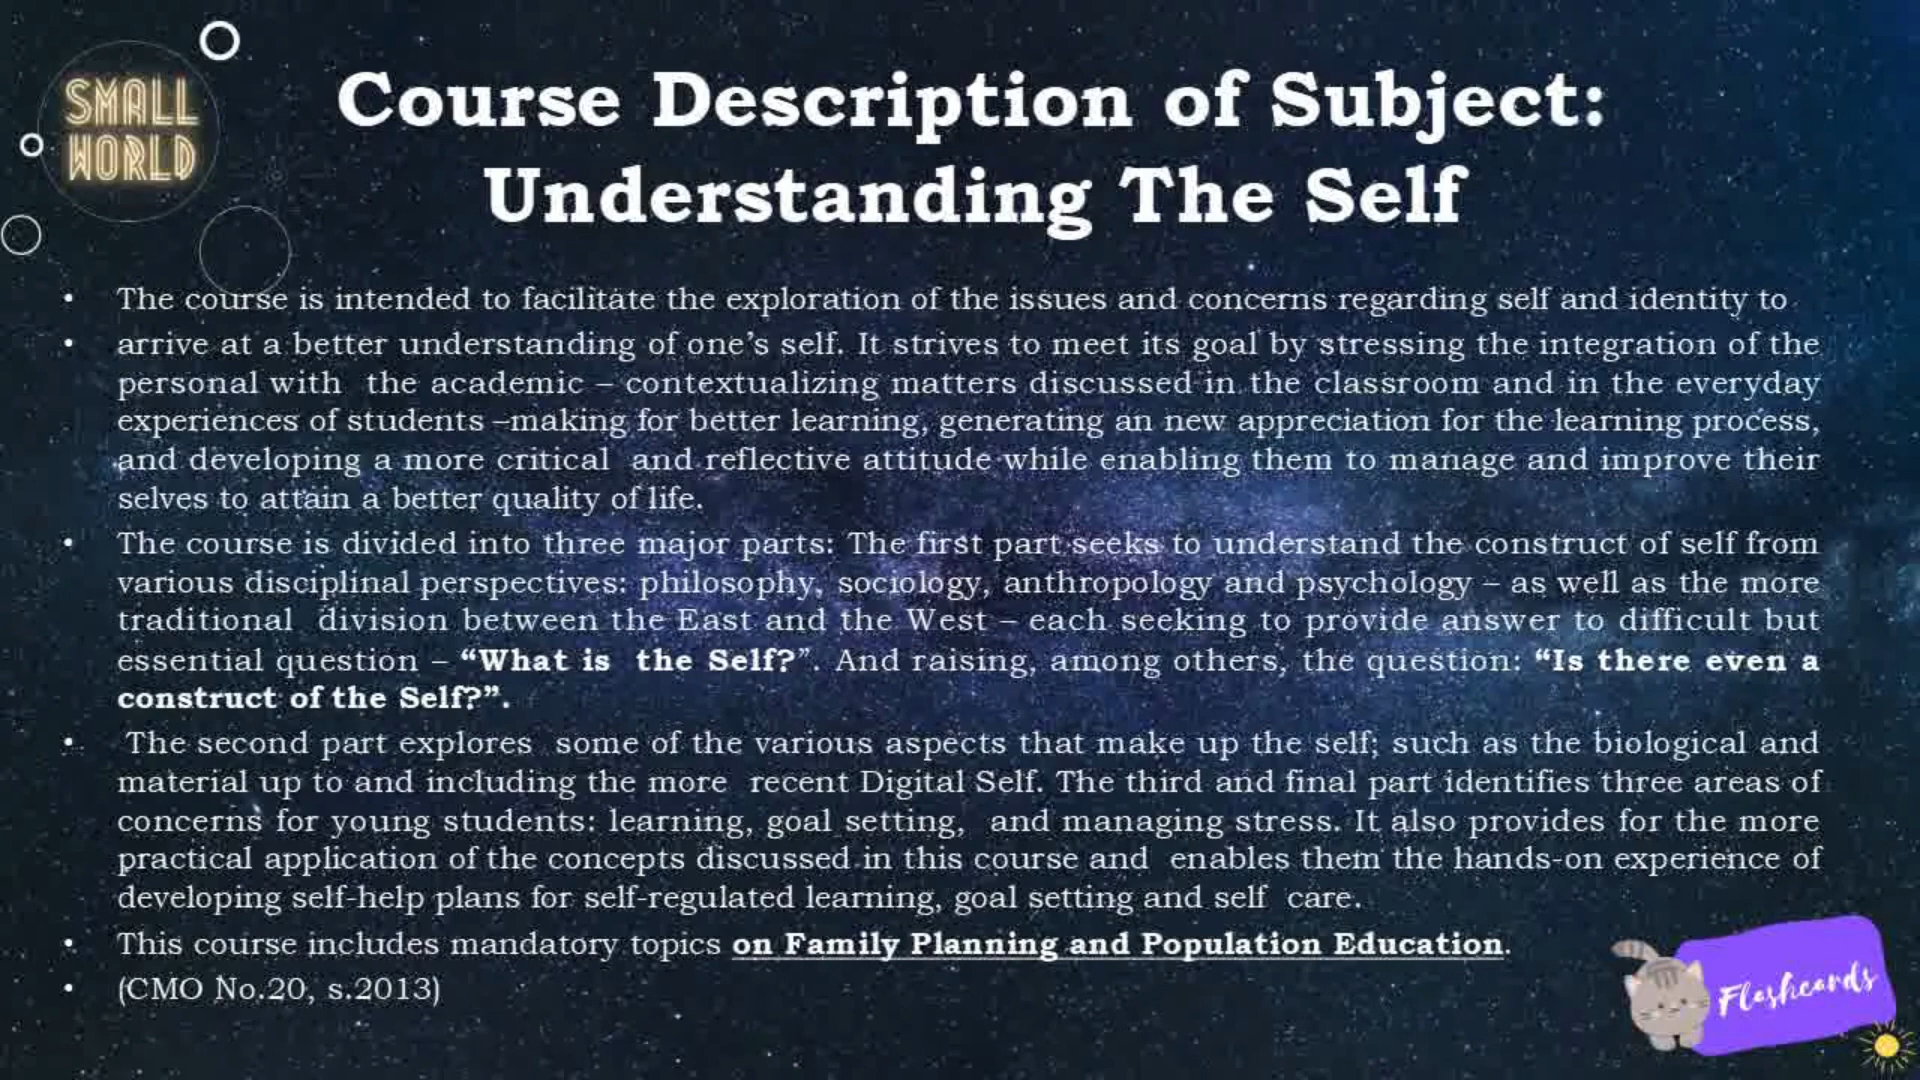 SMALL
WORLD
Course Description of Subject:
Understanding The Self
• The course is intended to facilitate the exploration of the issues and concerns regarding self and identity to
• arrive at a better understanding of one’s self. It strives to meet its goal by stressing the integration of the
personal with the academic – contextualizing matters discussed in the classroom and in the everyday
experiences of students –making for better learning, generating an new appreciation for the learning process,
and developing a more critical and reflective attitude while enabling them to manage and improve their
selves to attain a better quality of life.
• The course is divided into three major parts: The first part seeks to understand the construct of self from
various disciplinal perspectives: philosophy, sociology, anthropology and psychology – as well as the more
traditional division between the East and the West – each seeking to provide answer to difficult but
essential question – “What is the Self?”. And raising, among others, the question: “Is there even a
construct of the Self?”.
• The second part explores some of the various aspects that make up the self; such as the biological and
material up to and including the more recent Digital Self. The third and final part identifies three areas of
concerns for young students: learning, goal setting, and managing stress. It also provides for the more
practical application of the concepts discussed in this course and enables them the hands-on experience of
developing self-help plans for self-regulated learning, goal setting and self care.
• This course includes mandatory topics on Family Planning and Population Education.
• (CMO No.20, s.2013)
Flashcards